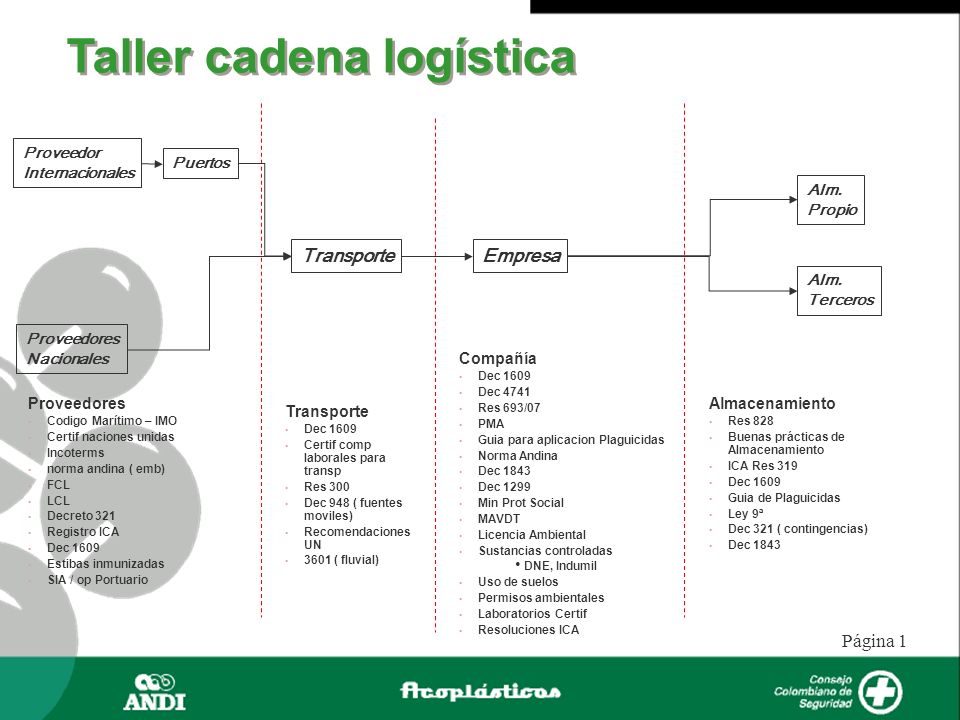 Taller cadena logística
Proveedor
Internacionales
Puertos
Alm.
Propio
Transporte
Empresa
Alm.
Terceros
Proveedores
Nacionales
Proveedores
Codigo Marítimo – IMO
Certif naciones unidas
Incoterms
norma andina ( emb)
FCL
LCL
Decreto 321
Registro ICA
Dec 1609
Estibas inmunizadas
SIA / op Portuario
Transporte
Dec 1609
Certif comp
laborales para
transp
Res 300
Dec 948 ( fuentes
moviles)
Recomendaciones
UN
3601 ( fluvial)
Compañía
Dec 1609
Dec 4741
Res 693/07
PMA
Guia para aplicacion Plaguicidas
Norma Andina
Dec 1843
Dec 1299
Min Prot Social
MAVDT
Licencia Ambiental
Sustancias controladas
• DNE, Indumil
Uso de suelos
Permisos ambientales
Laboratorios Certif
Resoluciones ICA
Almacenamiento
Res 828
Buenas prácticas de
Almacenamiento
ICA Res 319
Dec 1609
Guia de Plaguicidas
Ley 9ª
Dec 321 ( contingencias)
Dec 1843
Página 1
ANDI
Acoplásticos
Consejo
Colombiano de
Seguridad